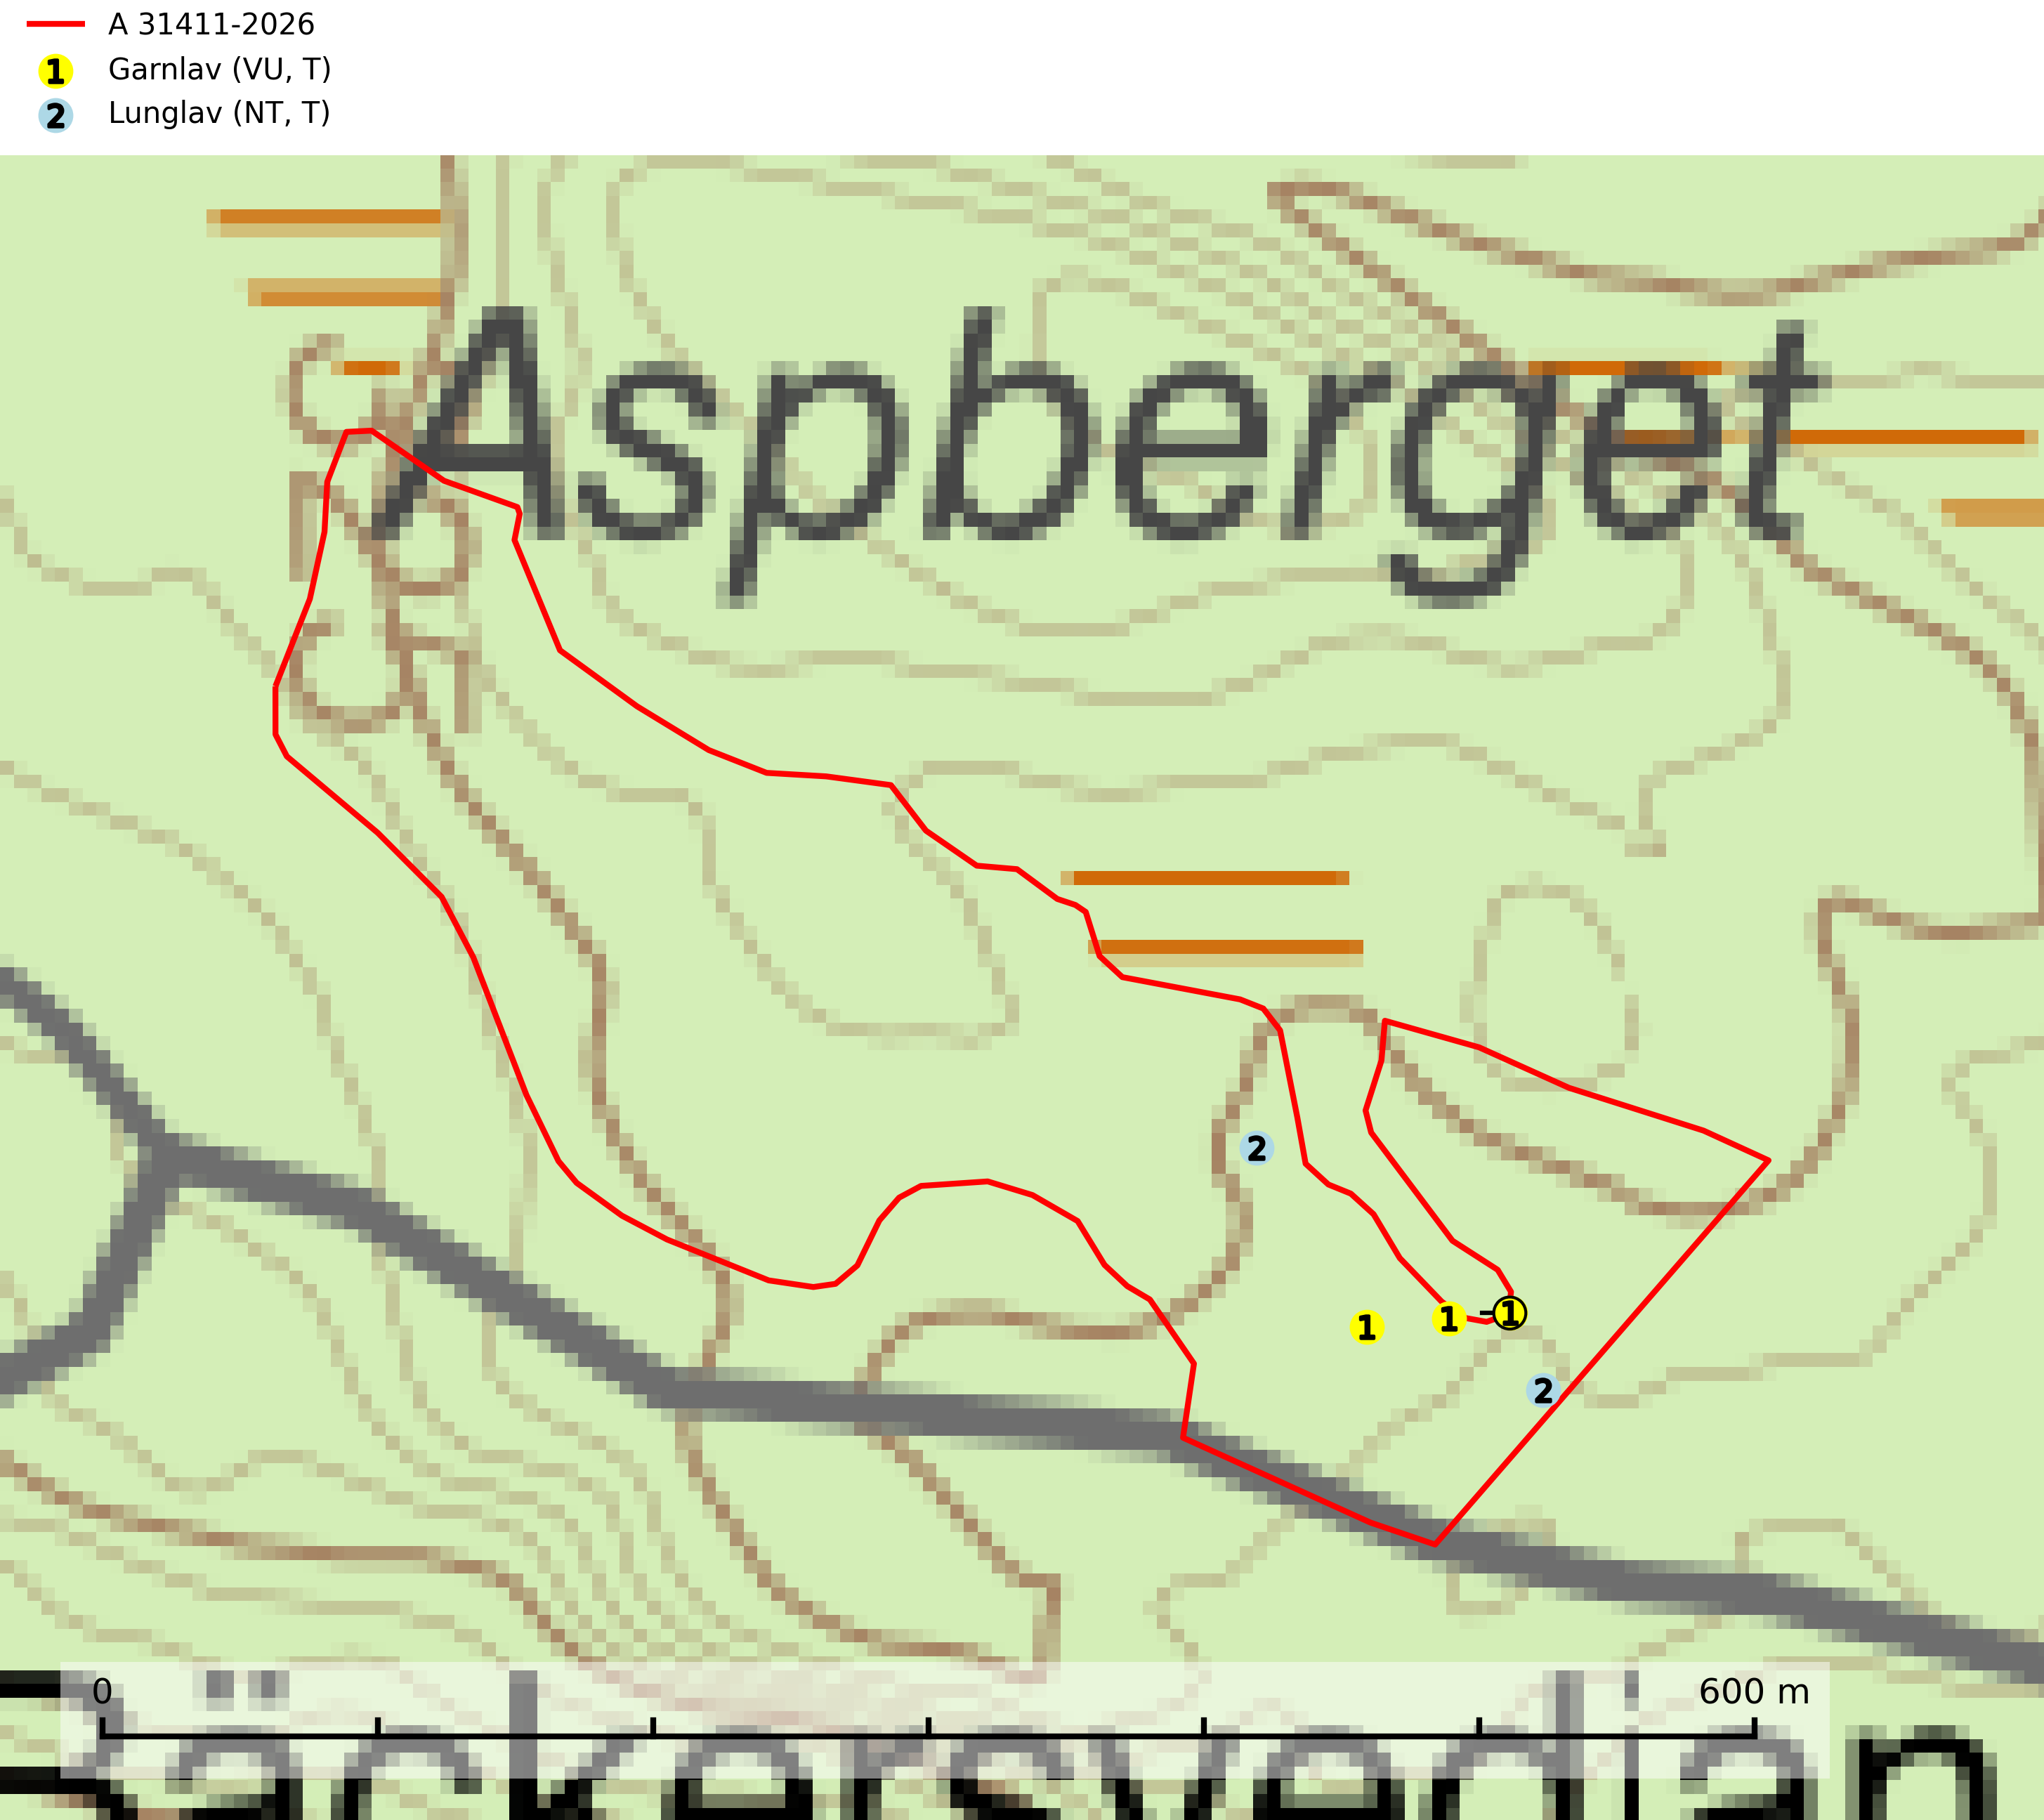 A 31411-2026
1 Garnlav (VU, T)
2 Lunglav (NT, T)
Aspberget
2
1 1 1
2
0 600 m